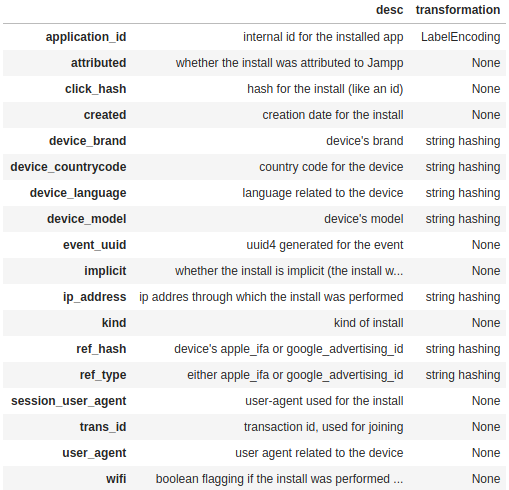 desc transformation
application_id internal id for the installed app LabelEncoding
attributed whether the install was attributed to Jampp None
click_hash hash for the install (like an id) None
created creation date for the install None
device_brand device's brand string hashing
device_countrycode country code for the device string hashing
device_language language related to the device string hashing
device_model device's model string hashing
event_uuid uuid4 generated for the event None
implicit whether the install is implicit (the install w... None
ip_address ip addres through which the install was performed string hashing
kind kind of install None
ref_hash device's apple_ifa or google_advertising_id string hashing
ref_type either apple_ifa or google_advertising_id string hashing
session_user_agent user-agent used for the install None
trans_id transaction id, used for joining None
user_agent user agent related to the device None
wifi boolean flagging if the install was performed ... None